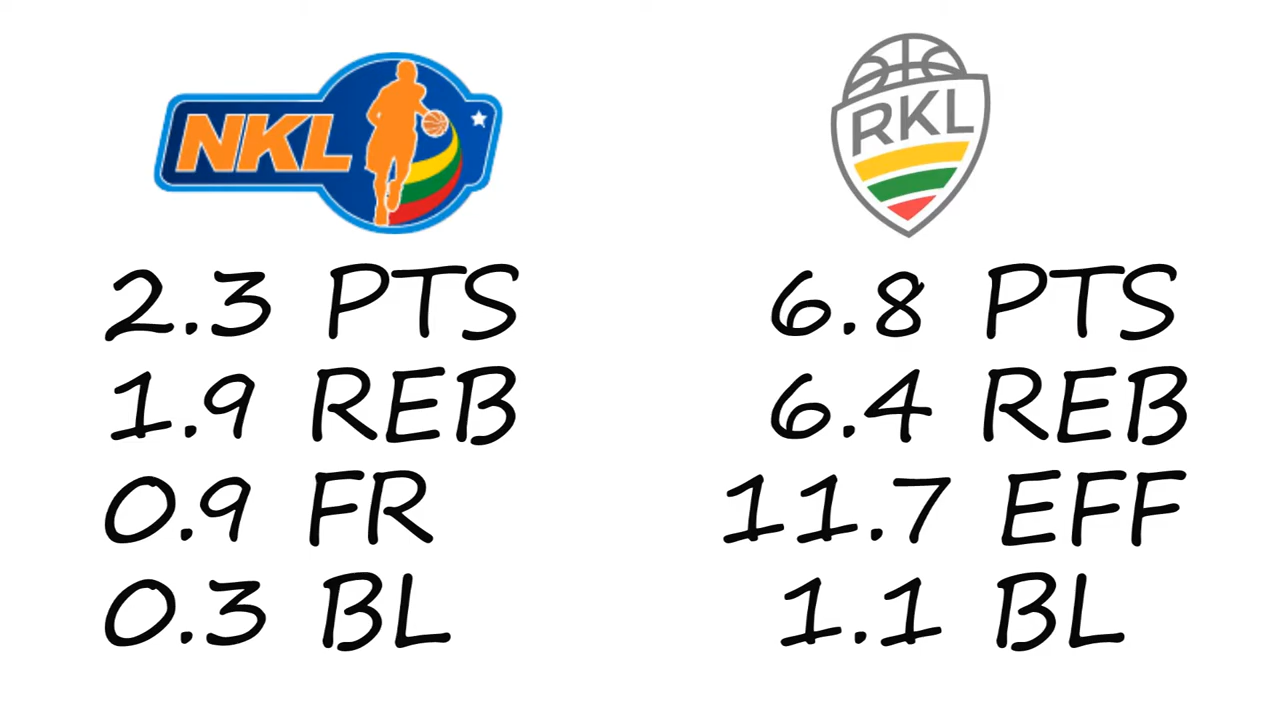 NKL
2.3 PTS
1.9 REB
0.9 FR
0.3 BL
RKL
6.8 PTS
6.4 REB
11.7 EFF
1.1 BL